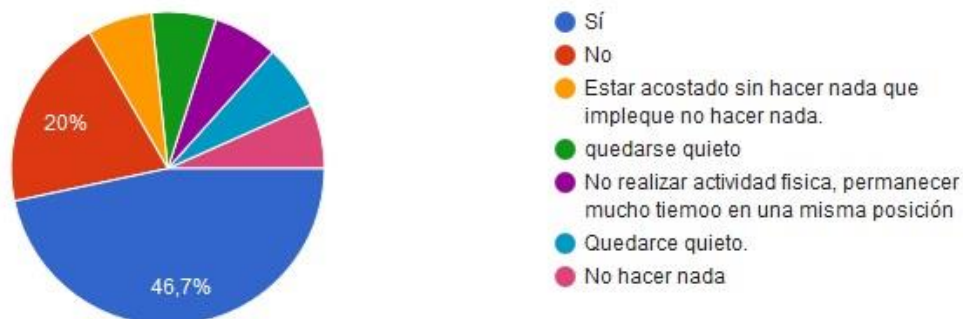 Sí
No
Estar acostado sin hacer nada que
impleque no hacer nada.
quedarse quieto
No realizar actividad fisica, permanecer
mucho tiemoo en una misma posición
Quedarce quieto.
No hacer nada
20%
46,7%